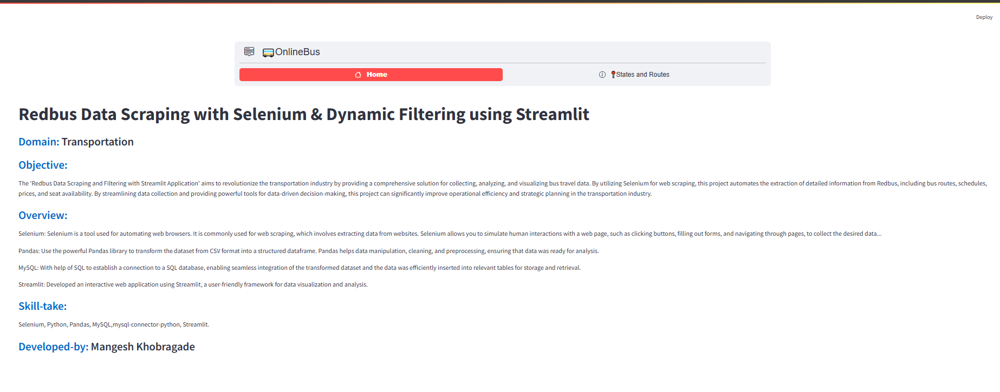 Deploy
OnlineBus
Home
States and Routes
Redbus Data Scraping with Selenium & Dynamic Filtering using Streamlit
Domain: Transportation
Objective:
The 'Redbus Data Scraping and Filtering with Streamlit Application' aims to revolutionize the transportation industry by providing a comprehensive solution for collecting, analyzing, and visualizing bus travel data. By utilizing Selenium for web scraping, this project automates the extraction of detailed information from Redbus, including bus routes, schedules,
prices, and seat availability. By streamlining data collection and providing powerful tools for data-driven decision-making, this project can significantly improve operational efficiency and strategic planning in the transportation industry.
Overview:
Selenium: Selenium is a tool used for automating web browsers. It is commonly used for web scraping, which involves extracting data from websites. Selenium allows you to simulate human interactions with a web page, such as clicking buttons, filling out forms, and navigating through pages, to collect the desired data...
Pandas: Use the powerful Pandas library to transform the dataset from CSV format into a structured dataframe. Pandas helps data manipulation, cleaning, and preprocessing, ensuring that data was ready for analysis.
MySQL: With help of SQL to establish a connection to a SQL database, enabling seamless integration of the transformed dataset and the data was efficiently inserted into relevant tables for storage and retrieval.
Streamlit: Developed an interactive web application using Streamlit, a user-friendly framework for data visualization and analysis.
Skill-take:
Selenium, Python, Pandas, MySQL,mysql-connector-python, Streamlit.
Developed-by: Mangesh Khobragade